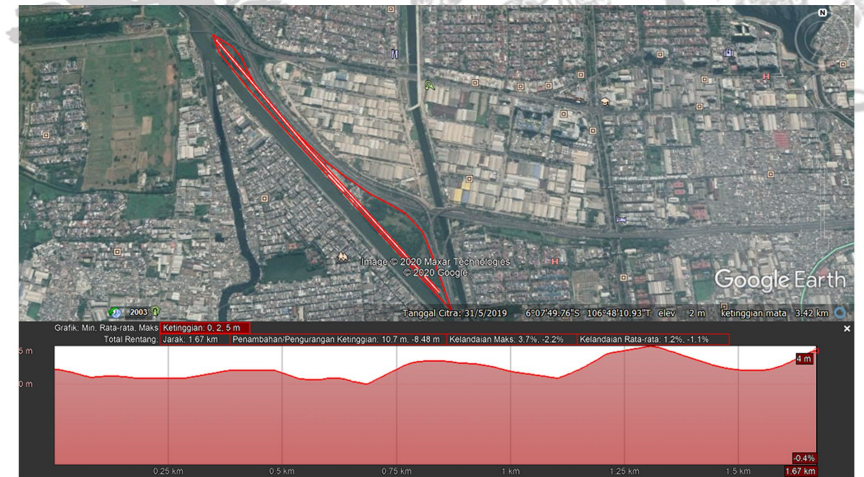 N
Image © 2020 Maxar Technologies
© 2020 Google
Google Earth
2003
Tanggal Citra: 31/5/2019 6°07'49.76"S 106°48'10.93"T elev 2 m ketinggian mata 3.42 km
Grafik: Min, Rata-rata, Maks Ketinggian: 0, 2, 5 m
Total Rentang: Jarak: 1.67 km Penambahan/Pengurangan Ketinggian: 10.7 m, -8.48 m Kelandaian Maks: 3.7%, -2.2% Kelandaian Rata-rata: 1.2%, -1.1%
5 m
4 m
0 m
-0.4%
0.25 km 0.5 km 0.75 km 1 km 1.25 km 1.5 km 1.67 km